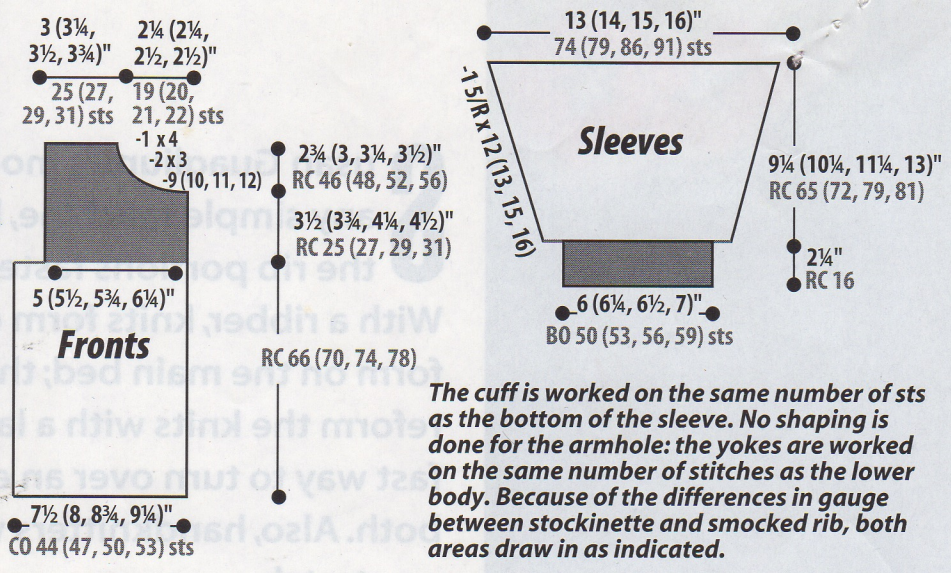 3 (3¼,
3½, 3¾)"
2¼ (2¼,
2½, 2½)"
25 (27,
29, 31) sts
19 (20,
21, 22) sts
-1 x 4
-2 x 3
-9 (10, 11, 12)
2¾ (3, 3¼, 3½)"
RC 46 (48, 52, 56)
3½ (3¾, 4¼, 4½)"
RC 25 (27, 29, 31)
5 (5½, 5¾, 6¼)"
Fronts
RC 66 (70, 74, 78)
7½ (8, 8¾, 9¼)"
CO 44 (47, 50, 53) sts
13 (14, 15, 16)"
74 (79, 86, 91) sts
-1 5/R x 12 (13, 15, 16)
Sleeves
9¼ (10¼, 11¼, 13)"
RC 65 (72, 79, 81)
2¼"
RC 16
6 (6¼, 6½, 7)"
BO 50 (53, 56, 59) sts
The cuff is worked on the same number of sts
as the bottom of the sleeve. No shaping is
done for the armhole: the yokes are worked
on the same number of stitches as the lower
body. Because of the differences in gauge
between stockinette and smocked rib, both
areas draw in as indicated.